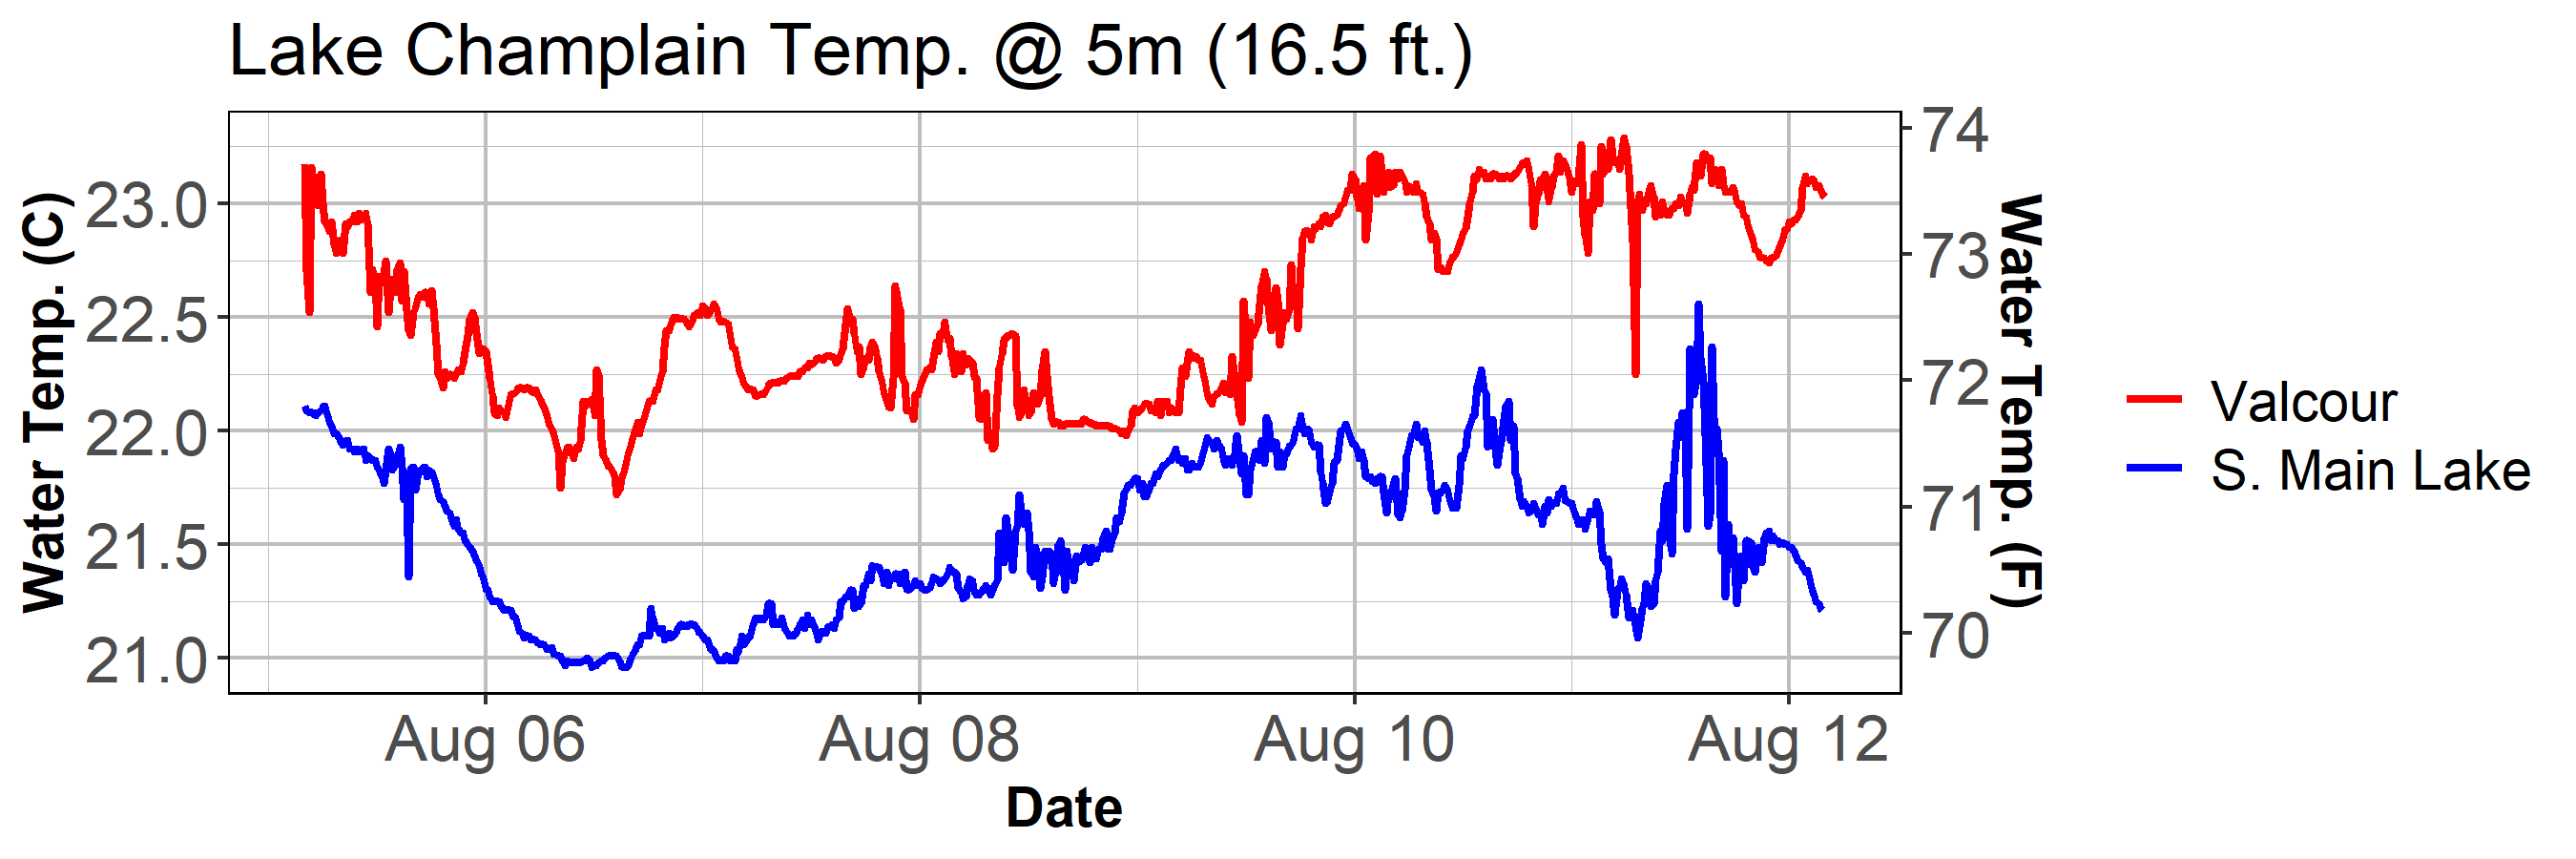 Lake Champlain Temp. @ 5m (16.5 ft.)
Water Temp. (C)
23.0
22.5
22.0
21.5
21.0
74
73
72
71
70
Water Temp. (F)
Aug 06
Aug 08
Aug 10
Aug 12
Date
Valcour
S. Main Lake